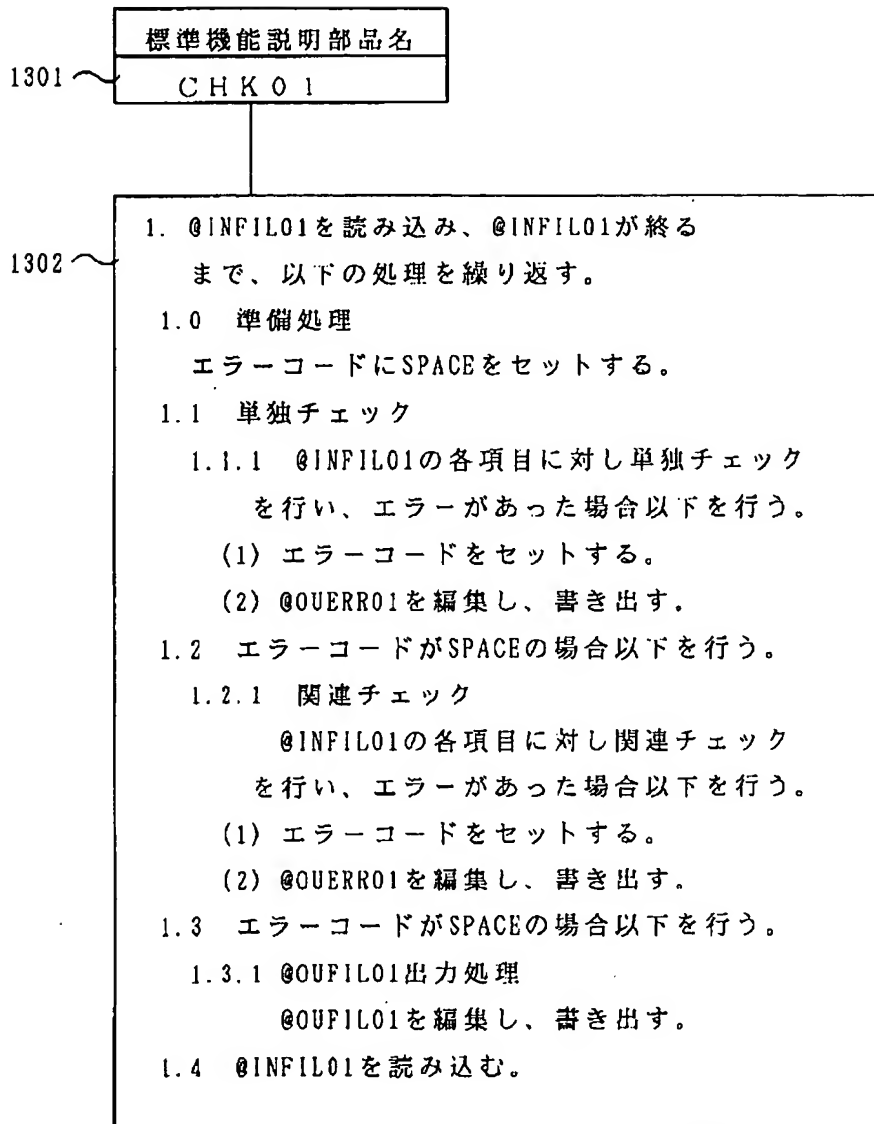 標準機能説明部品名
1301
CHK01
1. @INFIL01を読み込み、@INFIL01が終る
1302
まで、以下の処理を繰り返す。
1.0 準備処理
エラーコードにSPACEをセットする。
1.1 単独チェック
1.1.1 @INFIL01の各項目に対し単独チェック
を行い、エラーがあった場合以下を行う。
(1) エラーコードをセットする。
(2) @OUERR01を編集し、書き出す.
1.2 エラーコードがSPACEの場合以下を行う。
1.2.1 関連チェック
@INFIL01の各項目に対し関連チェック
を行い、エラーがあった場合以下を行う。
(1) エラーコードをセットする。
(2) @OUERR01を編集し、書き出す。
1.3 エラーコードがSPACEの場合以下を行う。
1.3.1 @OUFIL01出力処理
@OUFIL01を編集し、書き出す。
1.4 @INFIL01を読み込む。